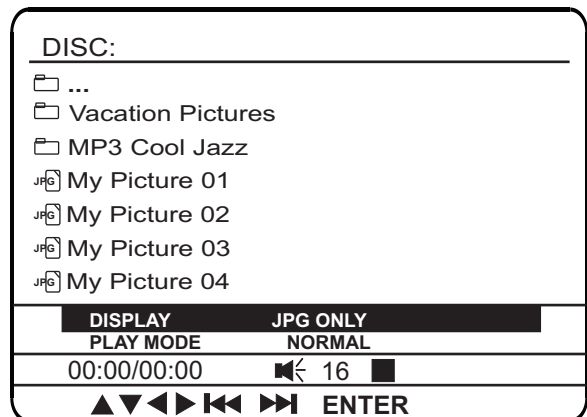 DISC:
...
Vacation Pictures
MP3 Cool Jazz
JPG My Picture 01
JPG My Picture 02
JPG My Picture 03
JPG My Picture 04
DISPLAY JPG ONLY
PLAY MODE NORMAL
00:00/00:00 16
ENTER